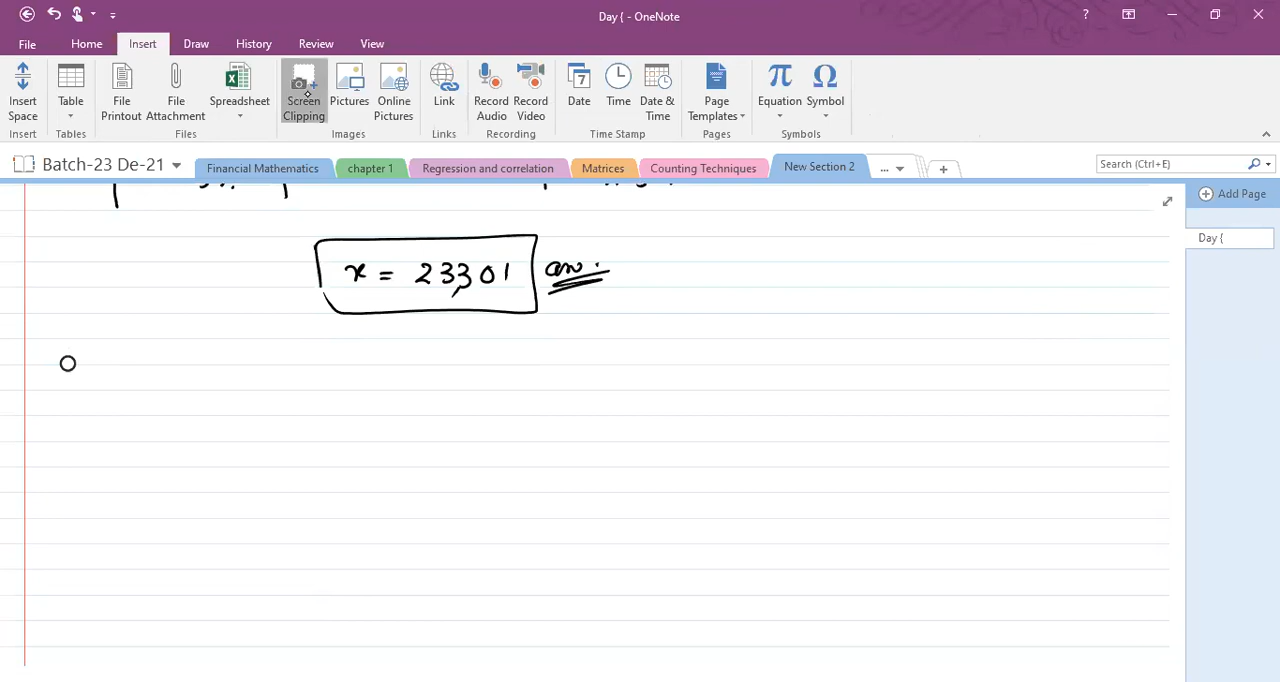 Day { - OneNote
?
File Home Insert Draw History Review View
Insert Space
Table
File Printout
File Attachment
Spreadsheet
Screen Clipping
Pictures
Online Pictures
Link
Record Audio
Record Video
Date
Time
Date & Time
Page Templates
π Equation
Ω Symbol
Insert Tables Files Images Links Recording Time Stamp Pages Symbols
Batch-23 De-21 Financial Mathematics chapter 1 Regression and correlation Matrices Counting Techniques New Section 2 ... + Search (Ctrl+E)
Add Page
Day {
x = 23,301 ans.